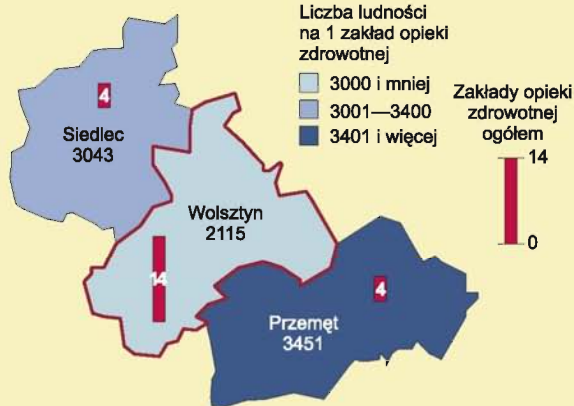 Liczba ludności
na 1 zakład opieki
zdrowotnej
3000 i mniej
3001—3400
3401 i więcej
Zakłady opieki
zdrowotnej
ogółem
14
0
4
Siedlec
3043
Wolsztyn
2115
14
4
Przemęt
3451